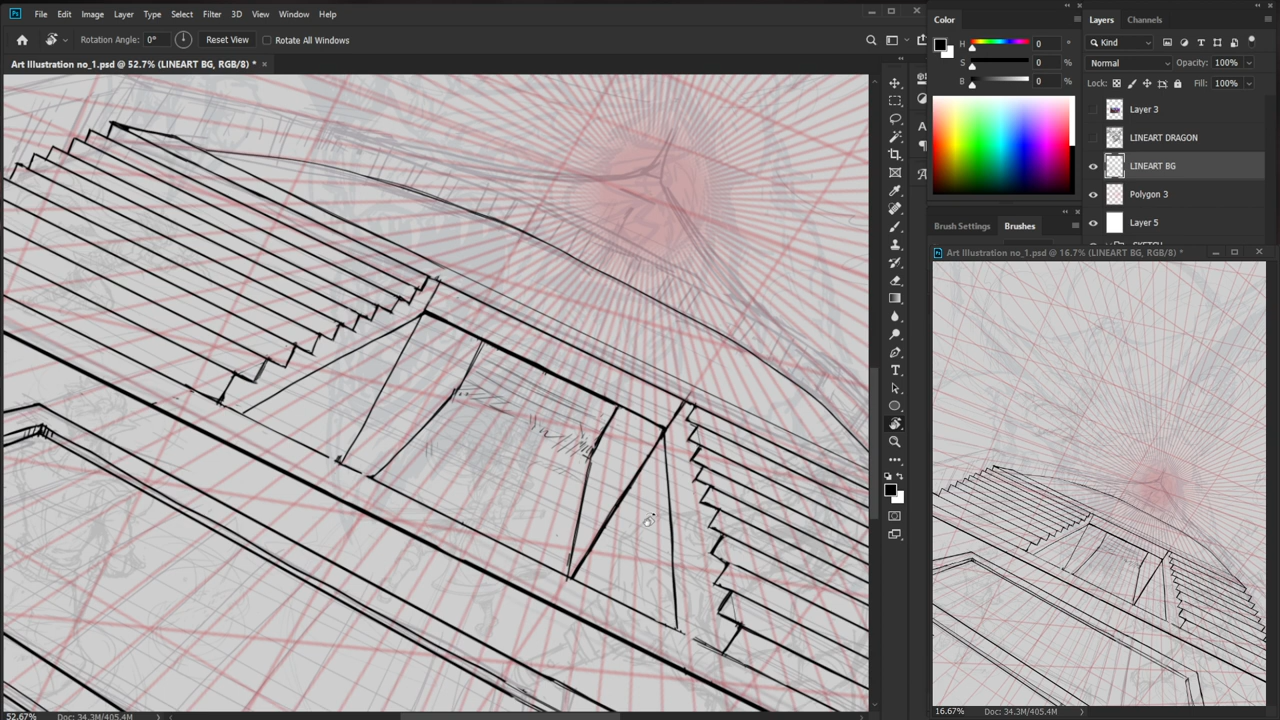 File Edit Image Layer Type Select Filter 3D View Window Help
Rotation Angle: 0° Reset View Rotate All Windows
Art Illustration no_1.psd @ 52.7% (LINEART BG, RGB/8) *
52.67% Doc: 34.3M/405.4M
Color
H 0 °
S 0 %
B 0 %
Brush Settings Brushes
Layers Channels
Kind
Normal Opacity: 100%
Lock: Fill: 100%
Layer 3
LINEART DRAGON
LINEART BG
Polygon 3
Layer 5
SKETCH
Art Illustration no_1.psd @ 16.7% (LINEART BG, RGB/8) *
16.67% Doc: 34.3M/405.4M